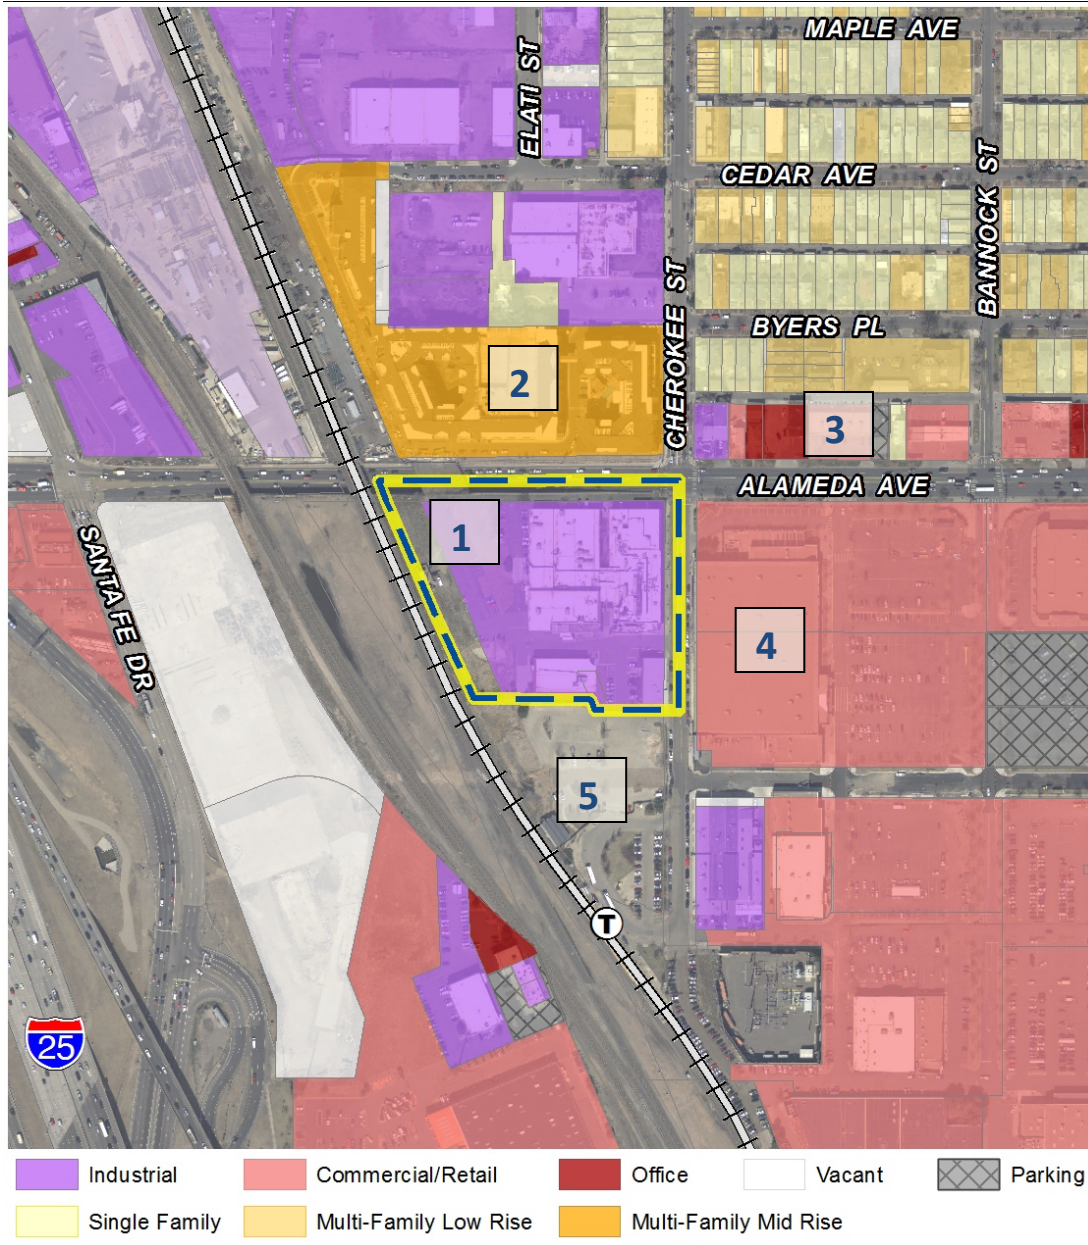 MAPLE AVE
ELATI ST
CEDAR AVE
BANNOCK ST
CHEROKEE ST
BYERS PL
2
3
ALAMEDA AVE
1
SANTA FE DR
4
5
T
25
Industrial
Commercial/Retail
Office
Vacant
Parking
Single Family
Multi-Family Low Rise
Multi-Family Mid Rise